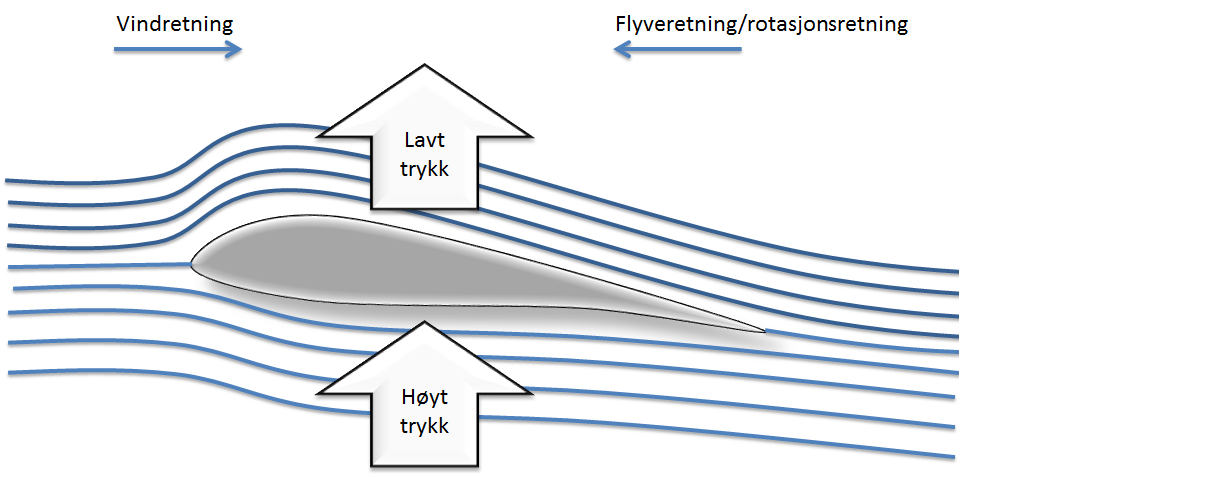 Vindretning
Flyveretning/rotasjonsretning
Lavt
trykk
Høyt
trykk